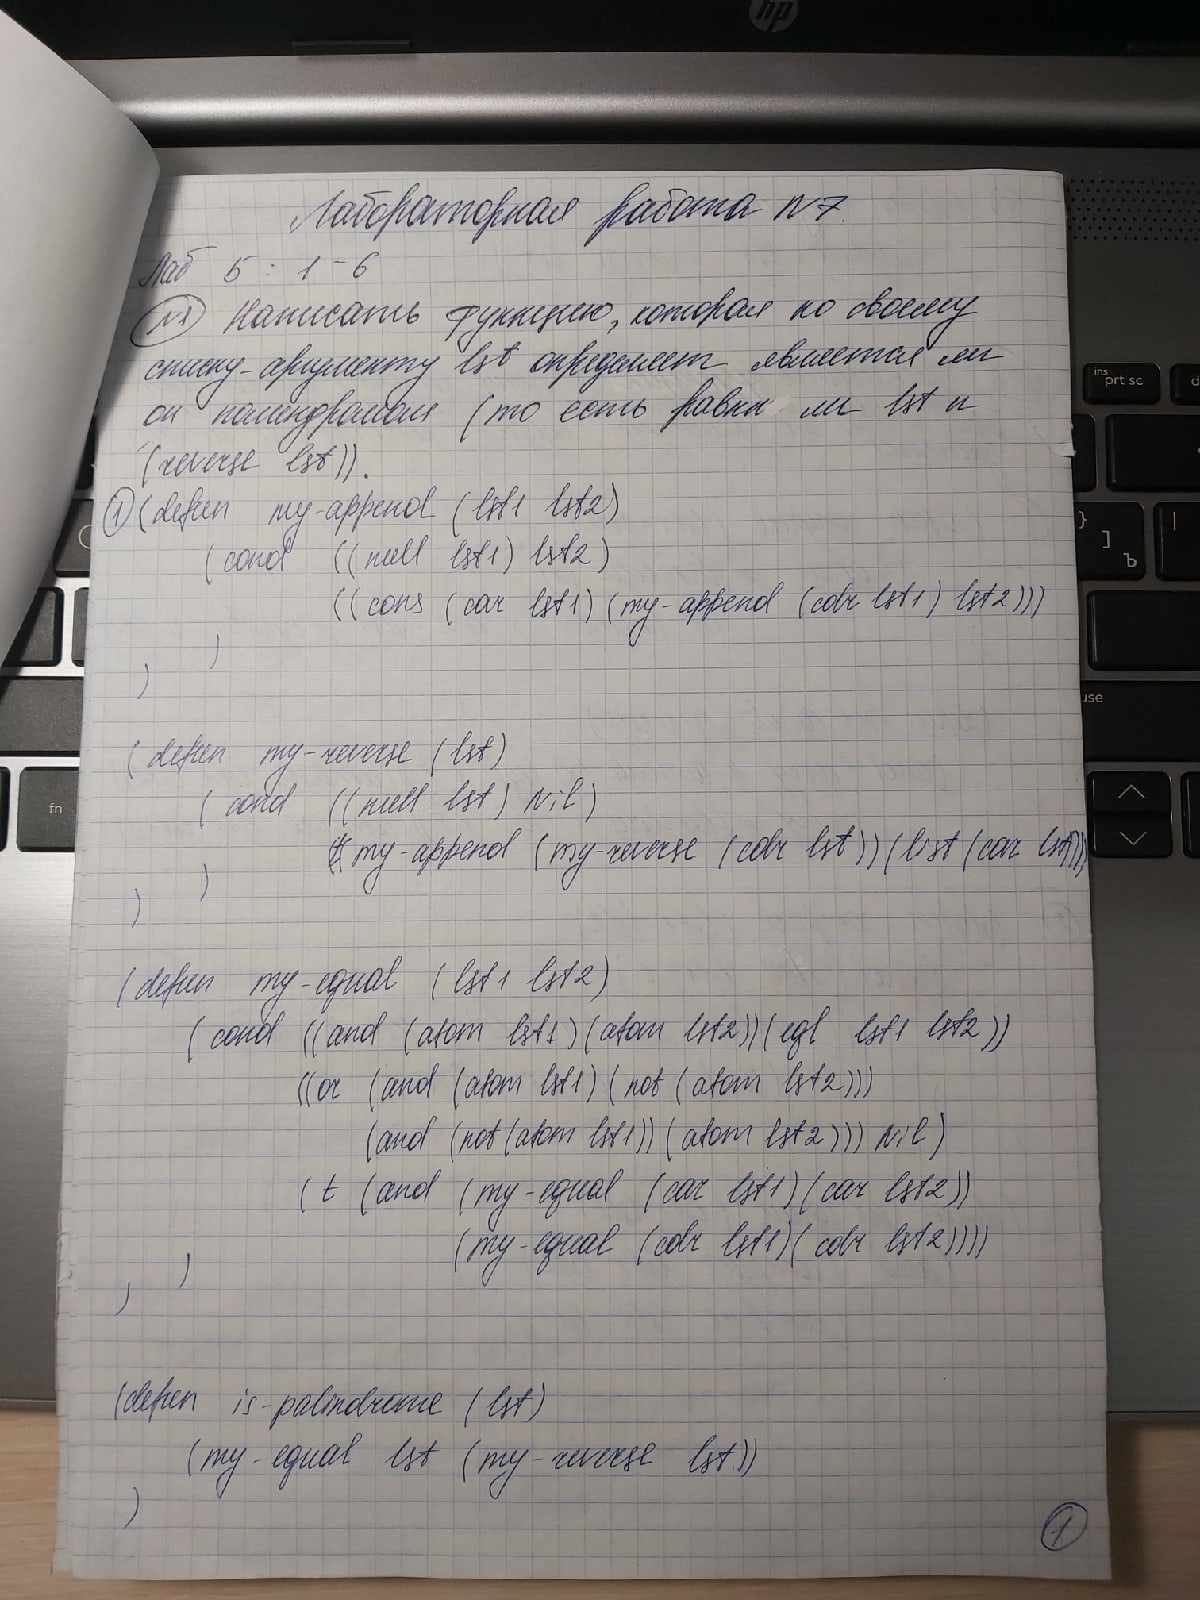 hp
Лабораторная работа №7.
Лаб 5: 1-6
№1 Написать функцию, которая по своему
списку-аргументу lst определяет является ли
он палиндромом (то есть равны ли lst и
(reverse lst)).
① (defun my-append (lst1 lst2)
(cond ((null lst1) lst2)
((cons (car lst1) (my-append (cdr lst1) lst2)))
)
)
(defun my-reverse (lst)
(cond ((null lst) Nil)
((my-append (my-reverse (cdr lst)) (list (car lst))))
)
)
(defun my-equal (lst1 lst2)
(cond ((and (atom lst1) (atom lst2)) (eql lst1 lst2))
((or (and (atom lst1) (not (atom lst2)))
(and (not (atom lst1)) (atom lst2))) Nil)
(t (and (my-equal (car lst1) (car lst2))
(my-equal (cdr lst1) (cdr lst2))))
)
)
(defun is-palindrome (lst)
(my-equal lst (my-reverse lst))
)
①
ins
prt sc
}
]
Ъ
fn